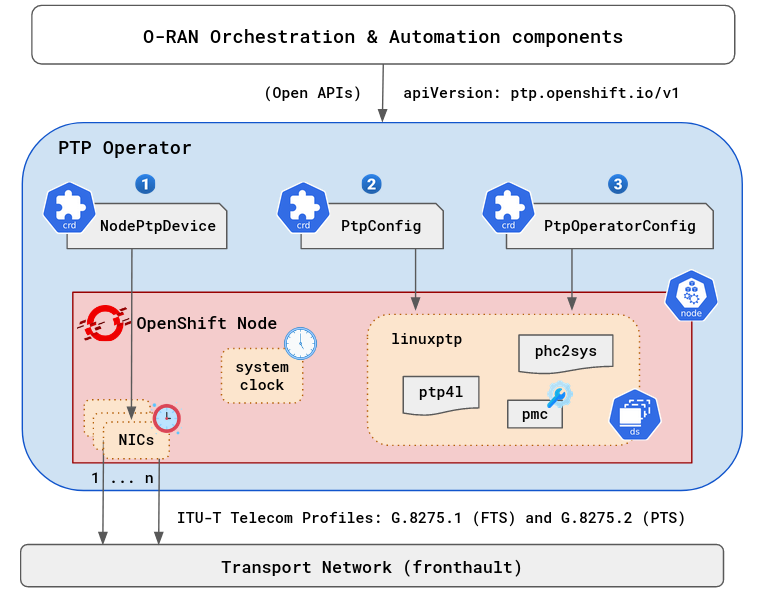 O-RAN Orchestration & Automation components
(Open APIs) apiVersion: ptp.openshift.io/v1
PTP Operator
1 2 3
crd NodePtpDevice
crd PtpConfig
crd PtpOperatorConfig
node
OpenShift Node
system
clock
linuxptp
phc2sys
ptp4l
pmc
ds
NICs
1 ... n
ITU-T Telecom Profiles: G.8275.1 (FTS) and G.8275.2 (PTS)
Transport Network (fronthault)